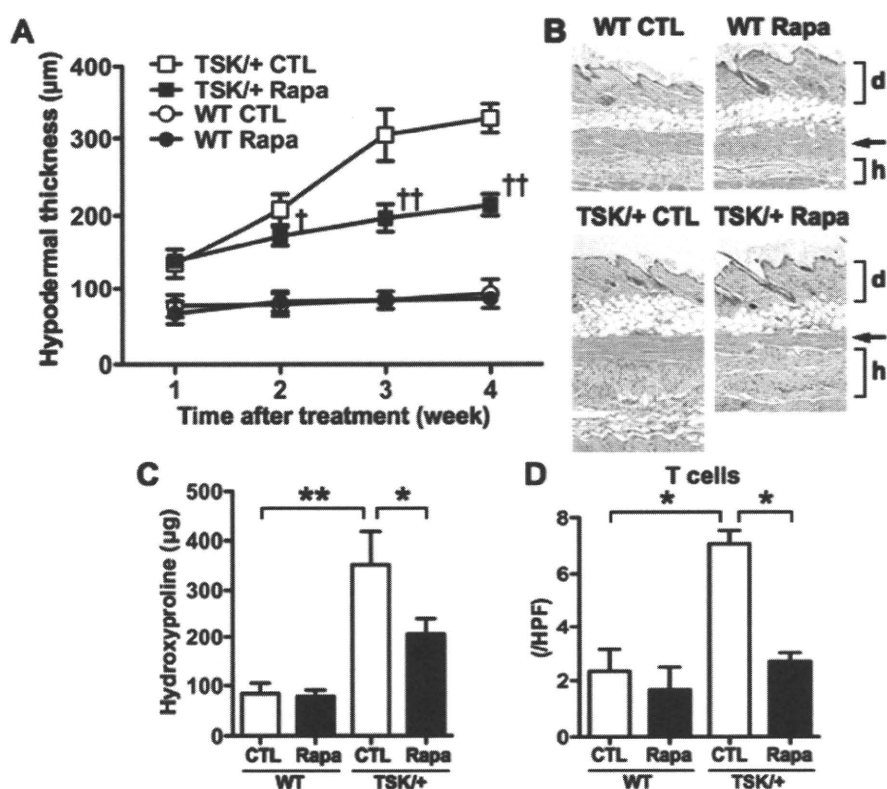 A
Hypodermal thickness (µm)
400
300
200
100
0
TSK/+ CTL
TSK/+ Rapa
WT CTL
WT Rapa
†
††
††
1 2 3 4
Time after treatment (week)
B
WT CTL WT Rapa
d
h
TSK/+ CTL TSK/+ Rapa
d
h
C
Hydroxyproline (µg)
500
400
300
200
100
0
** *
CTL Rapa CTL Rapa
WT TSK/+
D
T cells
(/HPF)
8
6
4
2
0
* *
CTL Rapa CTL Rapa
WT TSK/+